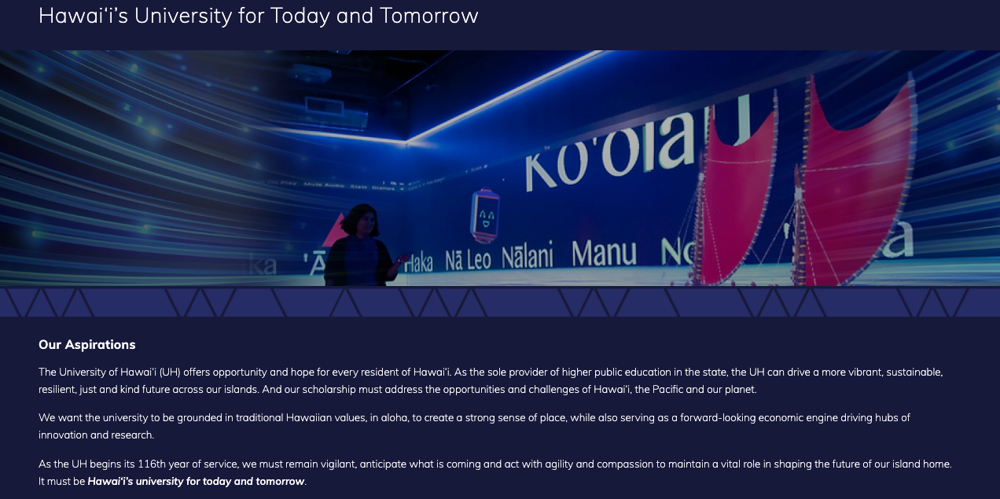 Hawaiʻi’s University for Today and Tomorrow
Koʻolau
Haka Nā Leo Nālani Manu
Our Aspirations
The University of Hawaiʻi (UH) offers opportunity and hope for every resident of Hawaiʻi. As the sole provider of higher public education in the state, the UH can drive a more vibrant, sustainable,
resilient, just and kind future across our islands. And our scholarship must address the opportunities and challenges of Hawaiʻi, the Pacific and our planet.
We want the university to be grounded in traditional Hawaiian values, in aloha, to create a strong sense of place, while also serving as a forward-looking economic engine driving hubs of
innovation and research.
As the UH begins its 116th year of service, we must remain vigilant, anticipate what is coming and act with agility and compassion to maintain a vital role in shaping the future of our island home.
It must be Hawaiʻi’s university for today and tomorrow.